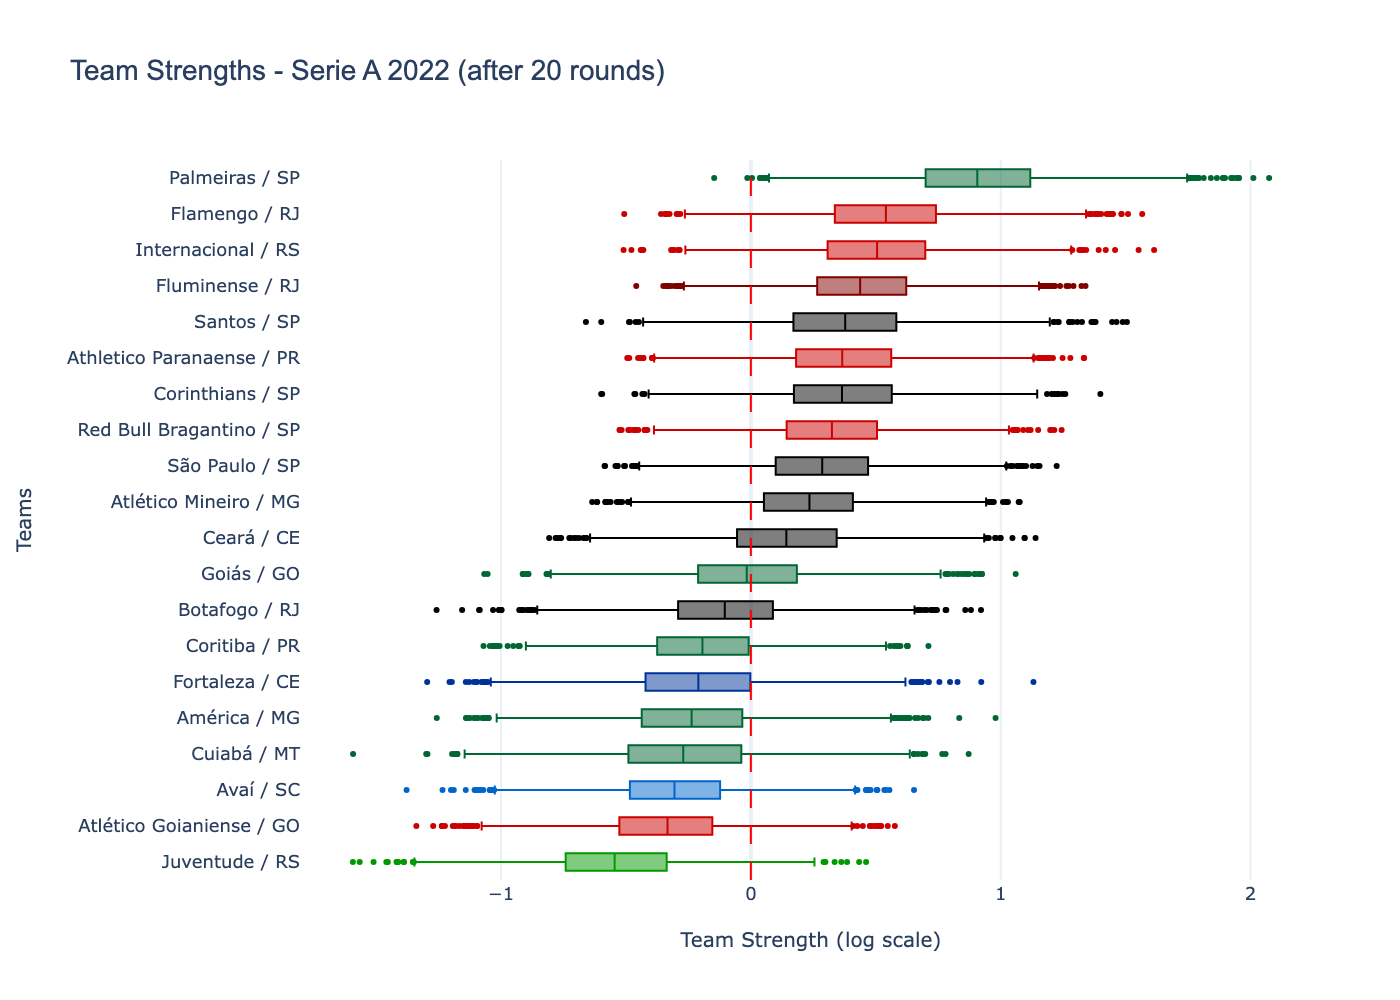 Team Strengths - Serie A 2022 (after 20 rounds)
Palmeiras / SP
Flamengo / RJ
Internacional / RS
Fluminense / RJ
Santos / SP
Athletico Paranaense / PR
Corinthians / SP
Red Bull Bragantino / SP
São Paulo / SP
Atlético Mineiro / MG
Ceará / CE
Goiás / GO
Botafogo / RJ
Coritiba / PR
Fortaleza / CE
América / MG
Cuiabá / MT
Avaí / SC
Atlético Goianiense / GO
Juventude / RS
Teams
−1 0 1 2
Team Strength (log scale)